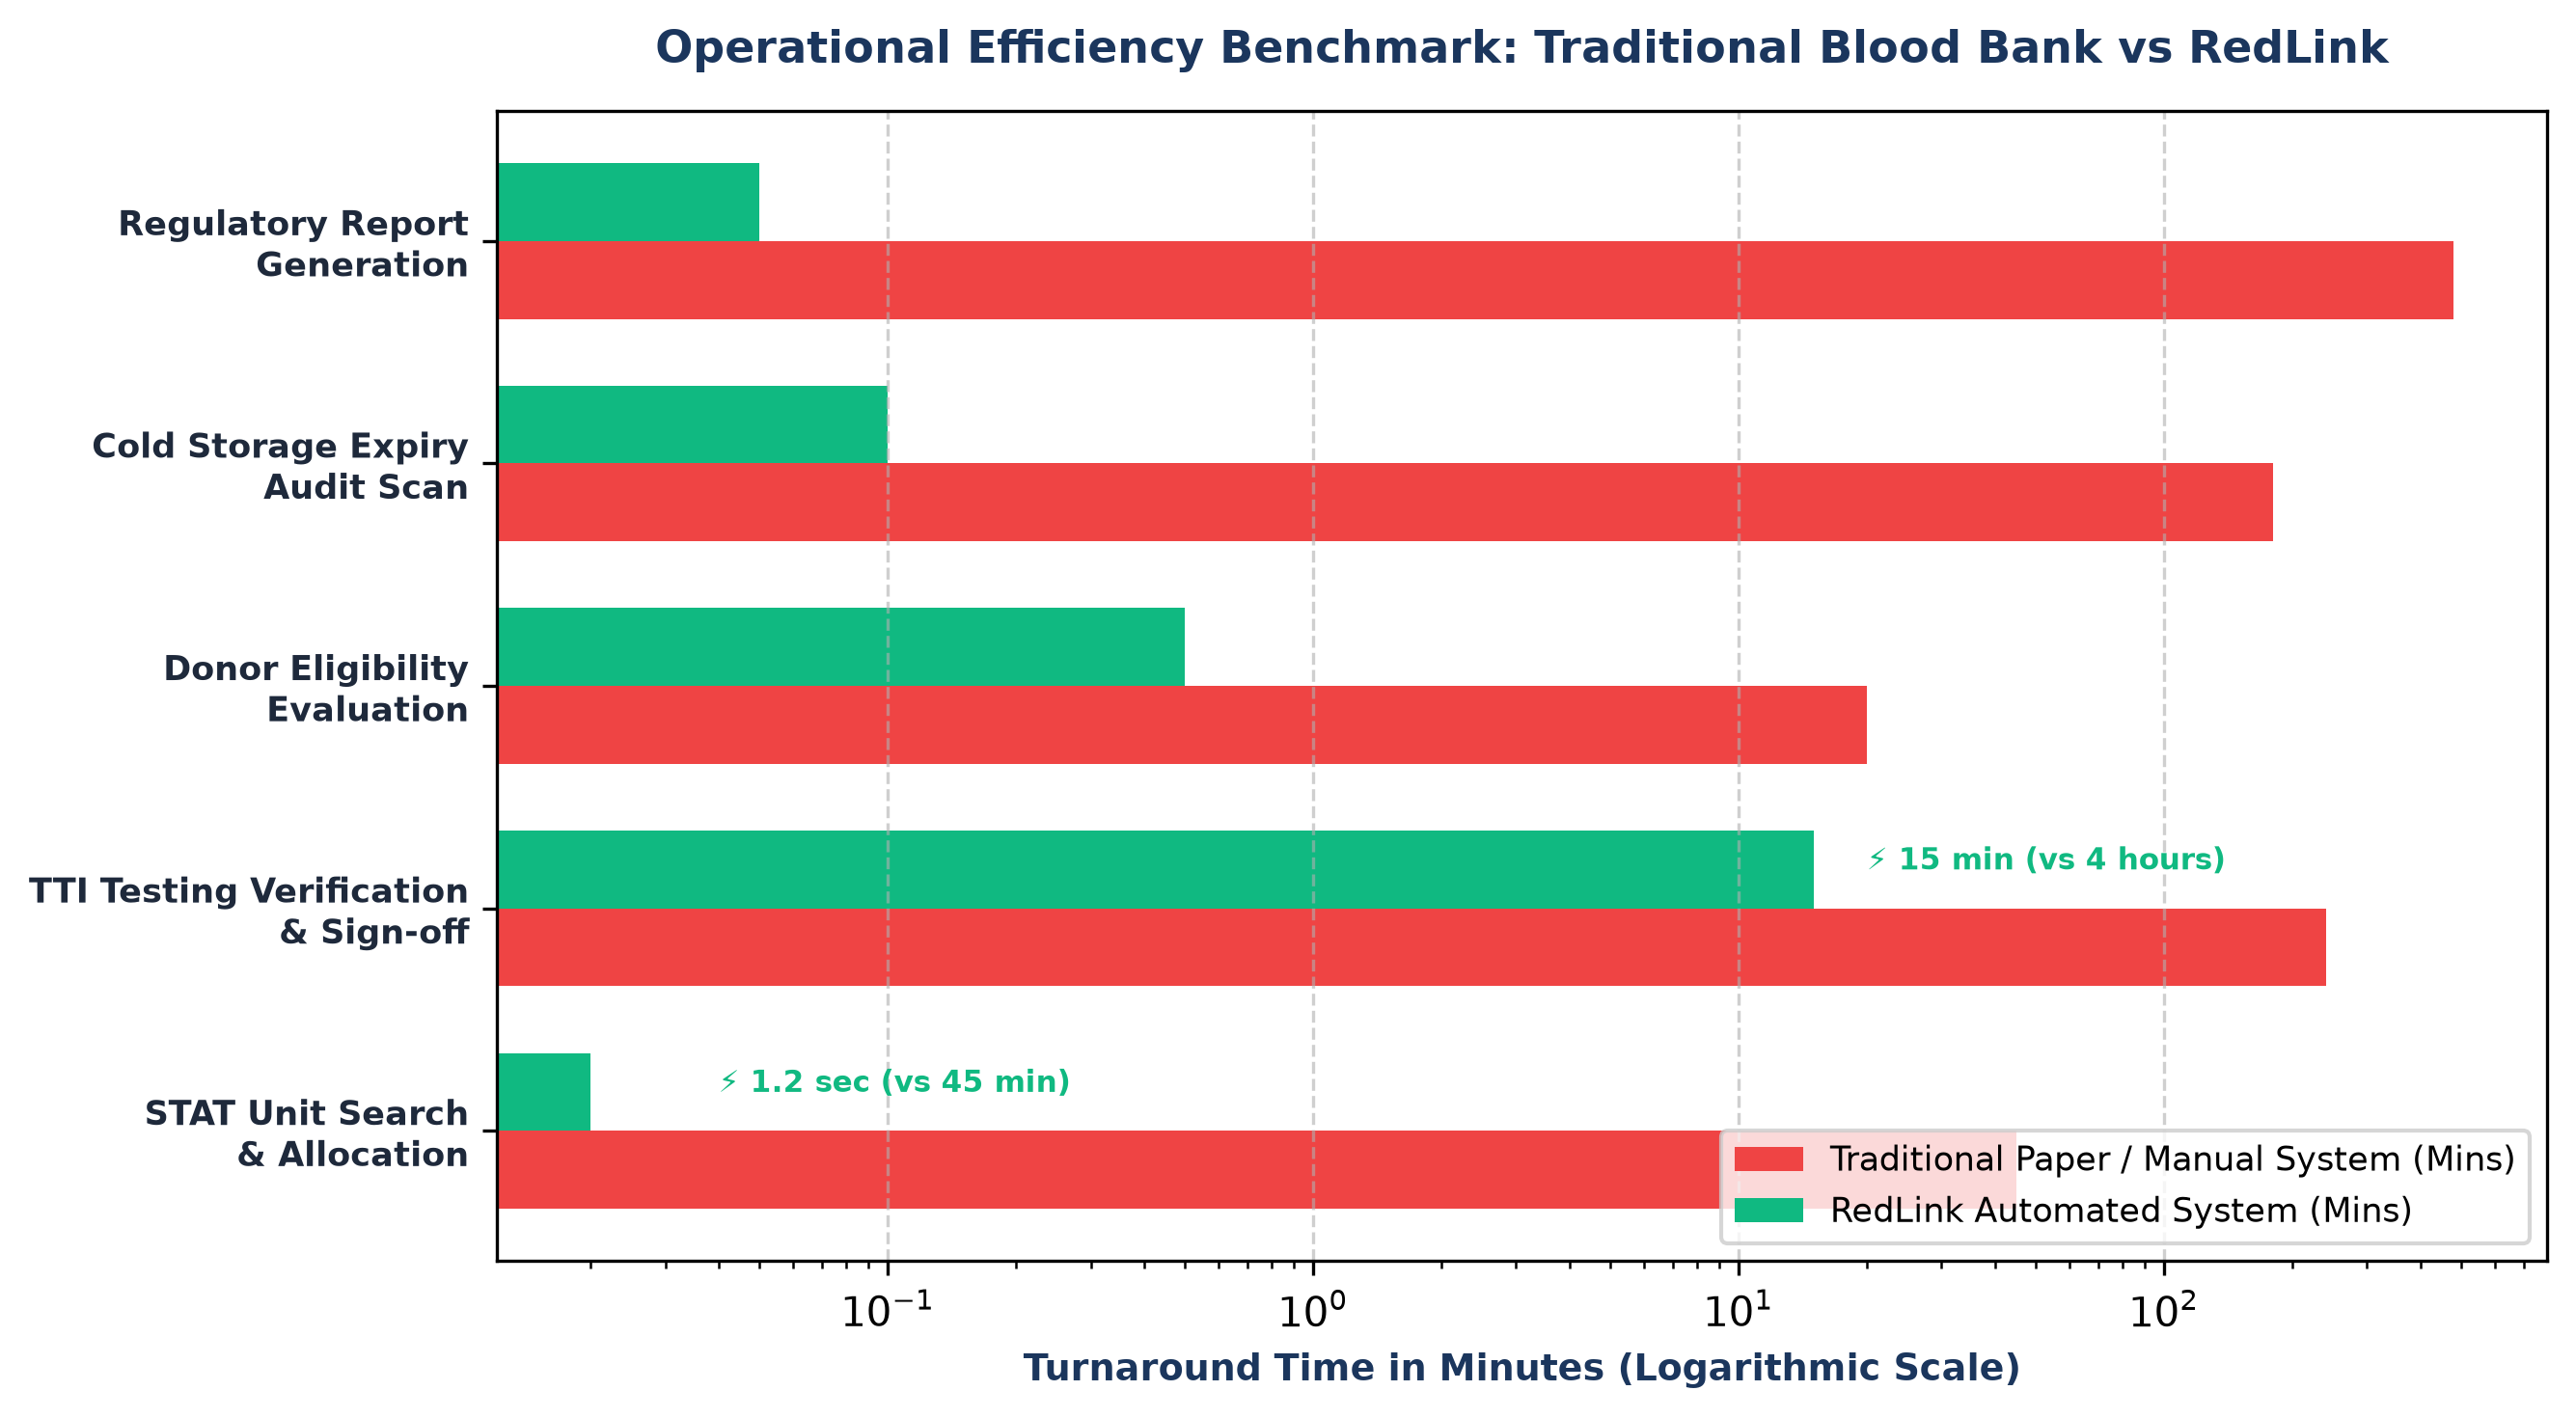 Operational Efficiency Benchmark: Traditional Blood Bank vs RedLink
Regulatory Report
Generation
Cold Storage Expiry
Audit Scan
Donor Eligibility
Evaluation
TTI Testing Verification
& Sign-off
⚡ 15 min (vs 4 hours)
STAT Unit Search
& Allocation
⚡ 1.2 sec (vs 45 min)
Traditional Paper / Manual System (Mins)
RedLink Automated System (Mins)
10⁻¹ 10⁰ 10¹ 10²
Turnaround Time in Minutes (Logarithmic Scale)